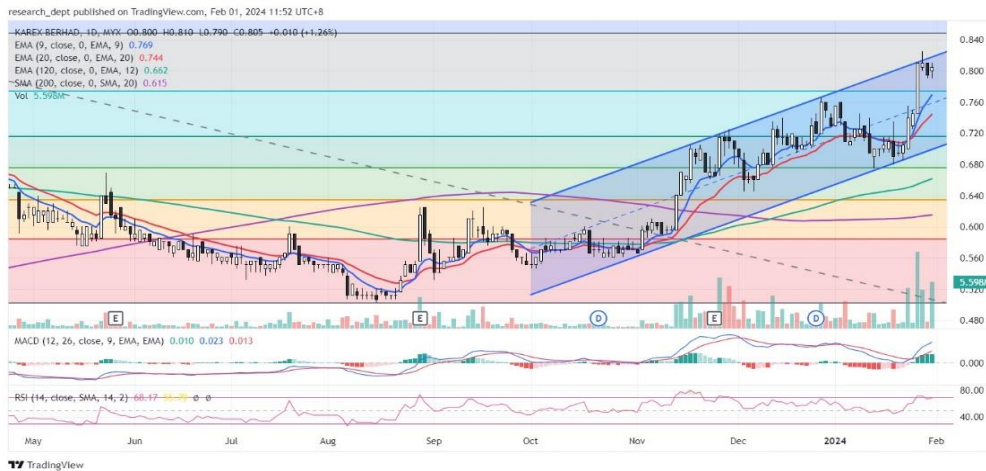 research_dept published on TradingView.com, Feb 01, 2024 11:52 UTC+8
KAREX BERHAD, 1D, MYX O0.800 H0.810 L0.790 C0.805 +0.010 (+1.26%)
EMA (9, close, 0, EMA, 9) 0.769
EMA (20, close, 0, EMA, 20) 0.744
EMA (120, close, 0, EMA, 12) 0.662
SMA (200, close, 0, SMA, 20) 0.615
Vol 5.598M
0.840
0.800
0.760
0.720
0.680
0.640
0.600
0.560
5.598M
0.520
0.480
E
E
D
E
D
MACD (12, 26, close, 9, EMA, EMA) 0.010 0.023 0.013
0.000
RSI (14, close, SMA, 14, 2) 68.17 ø ø
80.00
40.00
May Jun Jul Aug Sep Oct Nov Dec 2024 Feb
TradingView